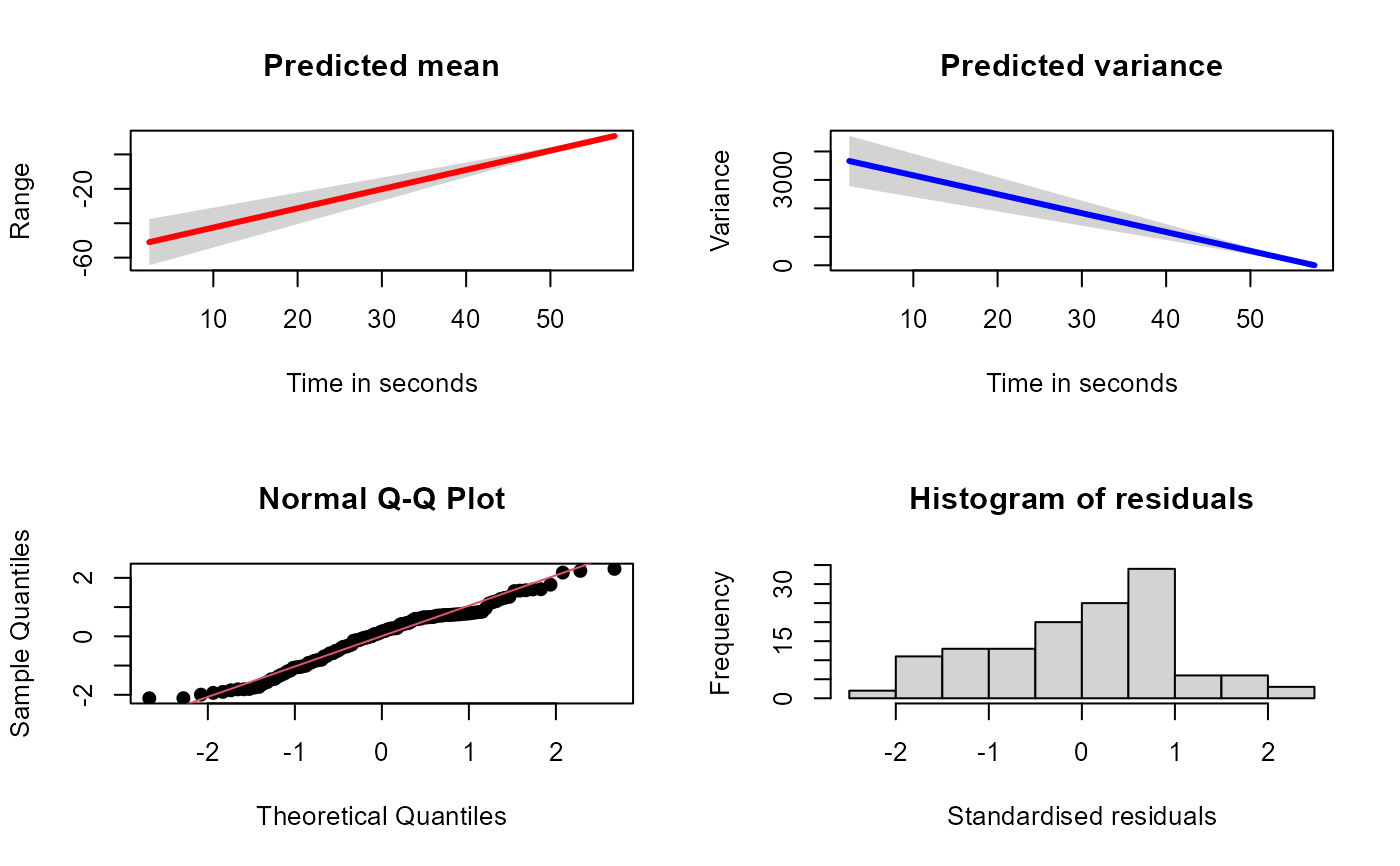 Predicted mean
Range
-20
-60
10 20 30 40 50
Time in seconds
Predicted variance
Variance
3000
0
10 20 30 40 50
Time in seconds
Normal Q-Q Plot
Sample Quantiles
2
0
-2
-2 -1 0 1 2
Theoretical Quantiles
Histogram of residuals
Frequency
30
15
0
-2 -1 0 1 2
Standardised residuals